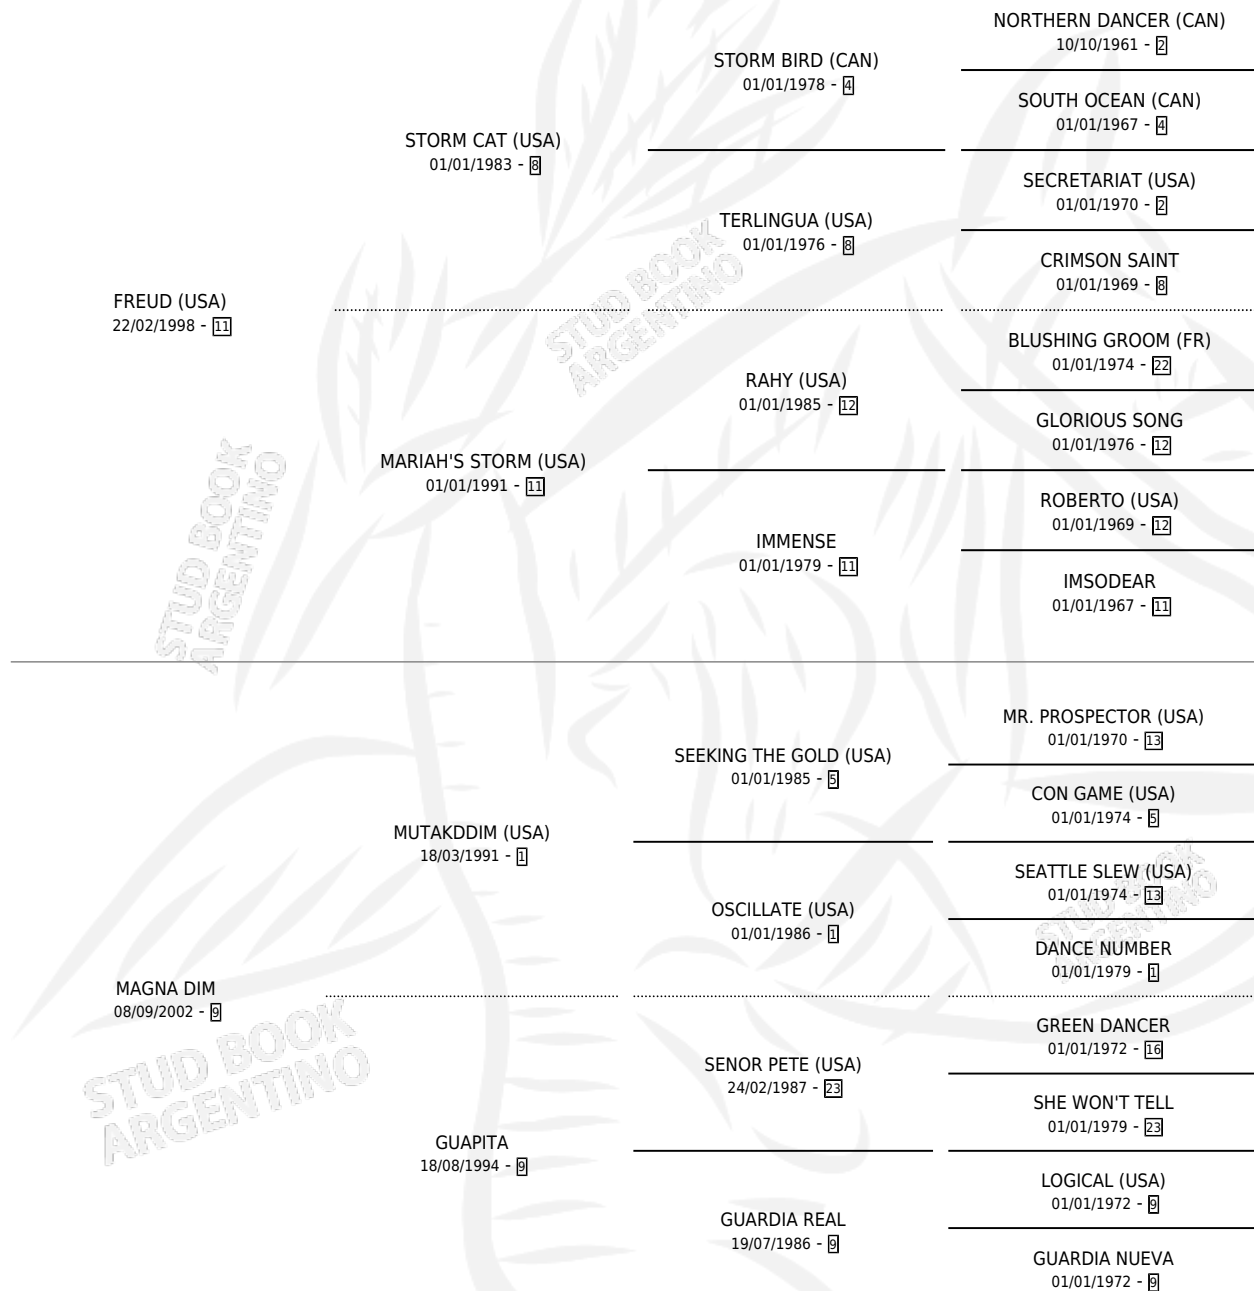 NORTHERN DANCER (CAN)
10/10/1961 - 2
STORM BIRD (CAN)
01/01/1978 - 4
SOUTH OCEAN (CAN)
01/01/1967 - 4
STORM CAT (USA)
01/01/1983 - 8
SECRETARIAT (USA)
01/01/1970 - 2
TERLINGUA (USA)
01/01/1976 - 8
CRIMSON SAINT
01/01/1969 - 8
FREUD (USA)
22/02/1998 - 11
BLUSHING GROOM (FR)
01/01/1974 - 22
RAHY (USA)
01/01/1985 - 12
GLORIOUS SONG
01/01/1976 - 12
MARIAH'S STORM (USA)
01/01/1991 - 11
ROBERTO (USA)
01/01/1969 - 12
IMMENSE
01/01/1979 - 11
IMSODEAR
01/01/1967 - 11
MR. PROSPECTOR (USA)
01/01/1970 - 13
SEEKING THE GOLD (USA)
01/01/1985 - 5
CON GAME (USA)
01/01/1974 - 5
MUTAKDDIM (USA)
18/03/1991 - 1
SEATTLE SLEW (USA)
01/01/1974 - 13
OSCILLATE (USA)
01/01/1986 - 1
DANCE NUMBER
01/01/1979 - 1
MAGNA DIM
08/09/2002 - 9
GREEN DANCER
01/01/1972 - 16
SENOR PETE (USA)
24/02/1987 - 23
SHE WON'T TELL
01/01/1979 - 23
GUAPITA
18/08/1994 - 9
LOGICAL (USA)
01/01/1972 - 9
GUARDIA REAL
19/07/1986 - 9
GUARDIA NUEVA
01/01/1972 - 9
STUD BOOK
ARGENTINO
STUD BOOK
ARGENTINO
STUD BOOK
ARGENTINO
STUD BOOK
ARGENTINO